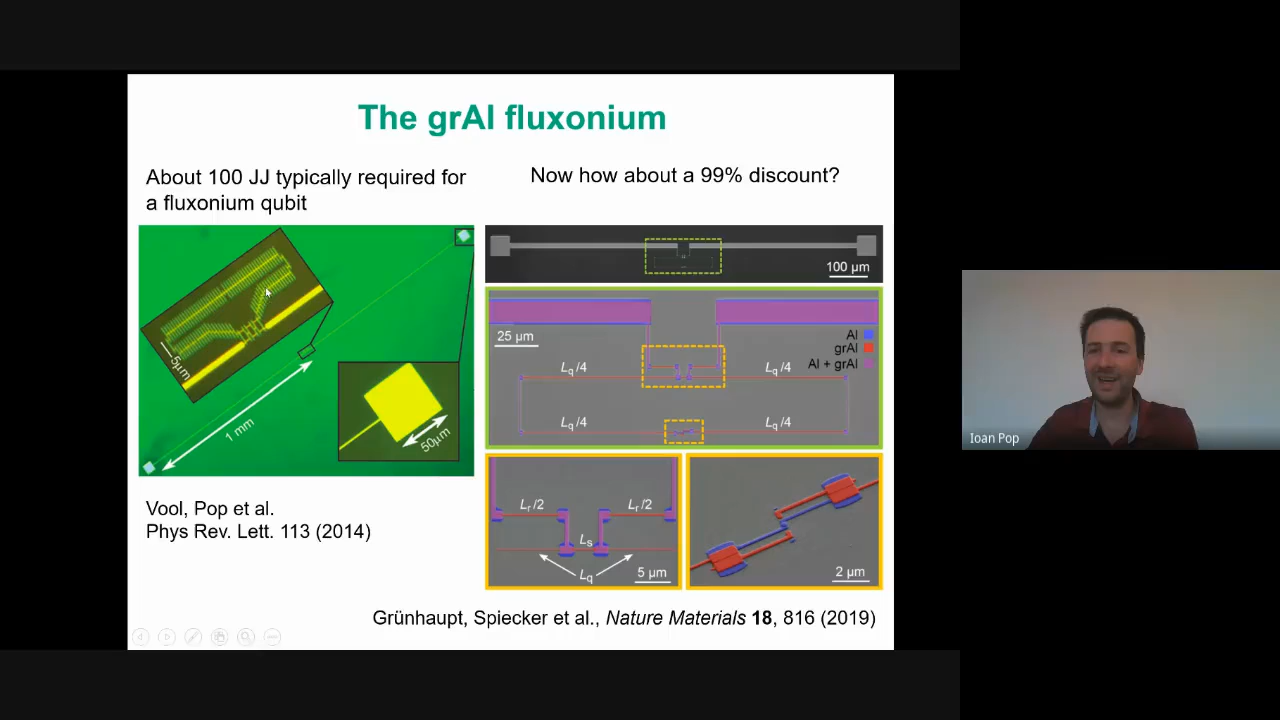 The grAl fluxonium
About 100 JJ typically required for
a fluxonium qubit
Now how about a 99% discount?
5µm
1 mm
50µm
100 µm
25 µm
Al
grAl
Al + grAl
Lq/4
Lq/4
Lq/4
Lq/4
Lr/2
Lr/2
Ls
Lq
5 µm
2 µm
Vool, Pop et al.
Phys Rev. Lett. 113 (2014)
Grünhaupt, Spiecker et al., Nature Materials 18, 816 (2019)
Ioan Pop